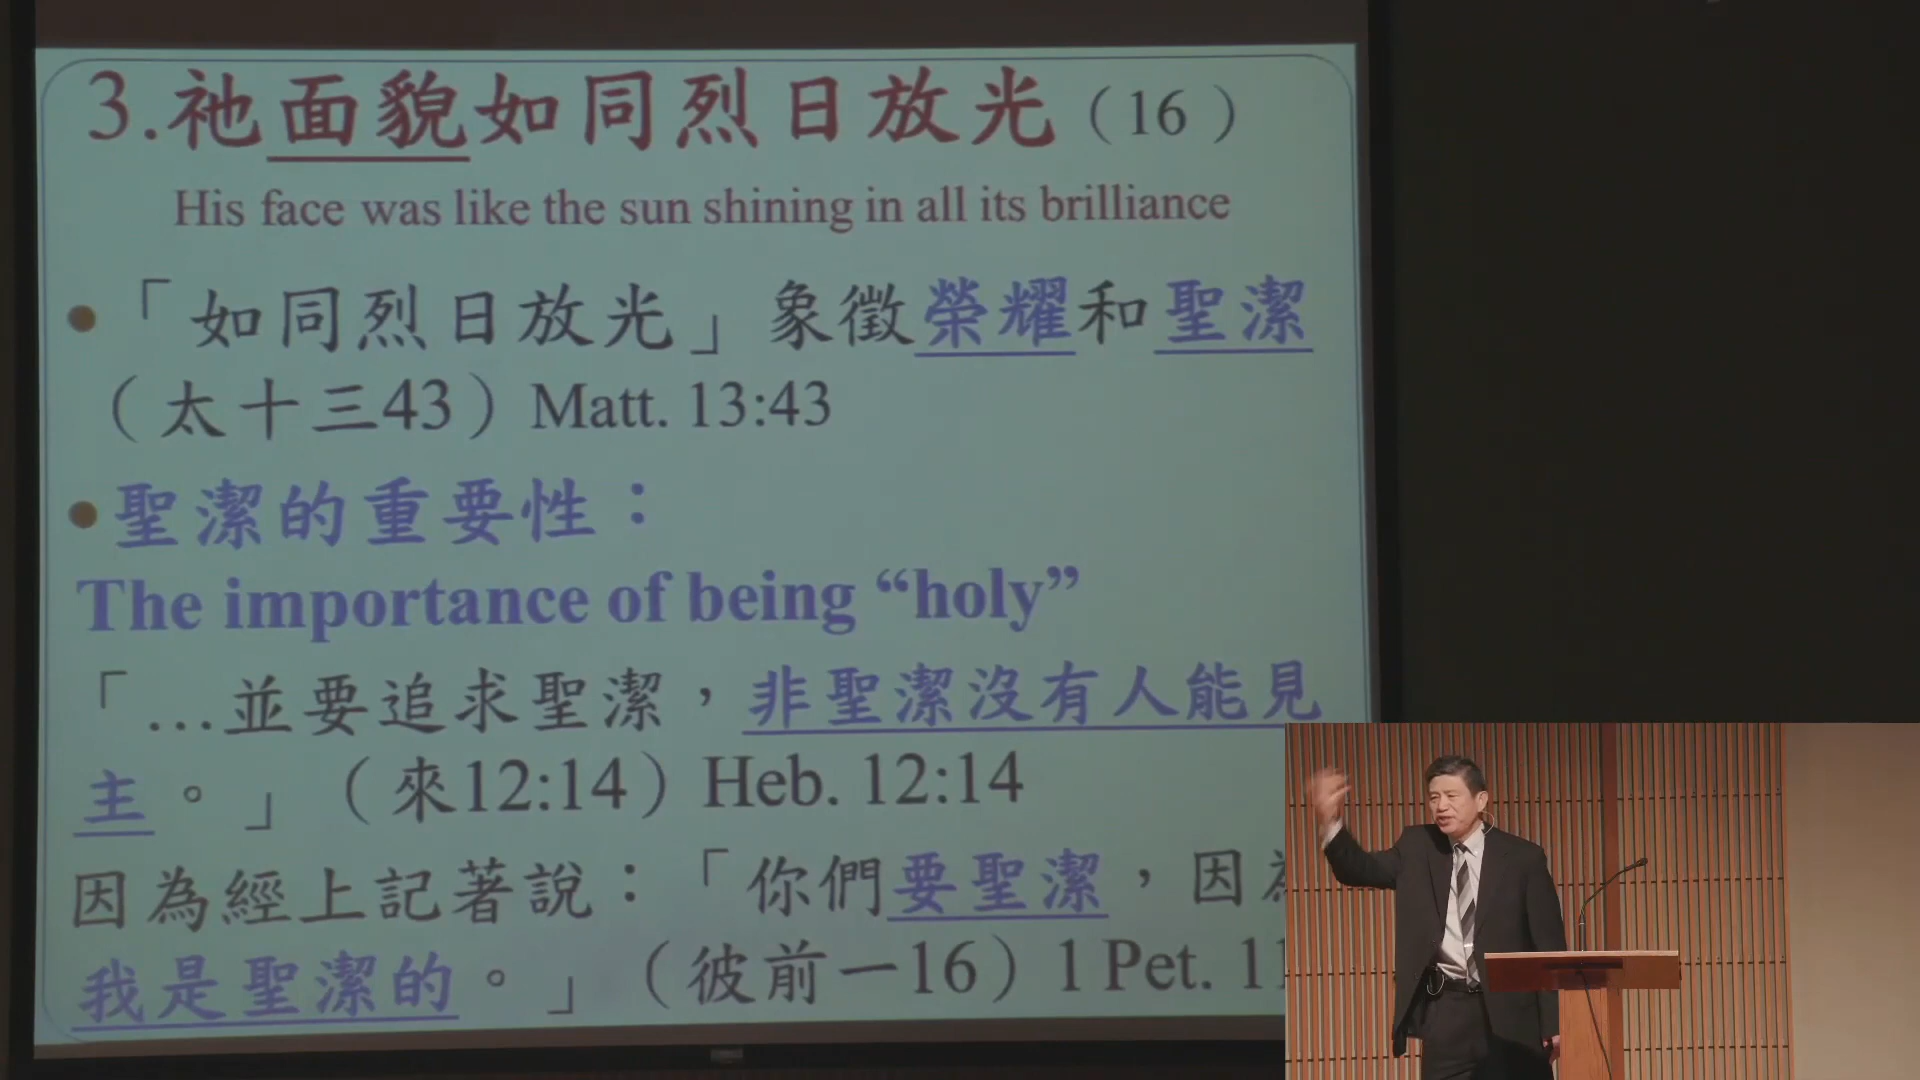 3.祂面貌如同烈日放光（16）
His face was like the sun shining in all its brilliance
•「如同烈日放光」象徵榮耀和聖潔
（太十三43）Matt. 13:43
•聖潔的重要性：
The importance of being “holy”
「…並要追求聖潔，非聖潔沒有人能見
主。」（來12:14）Heb. 12:14
因為經上記著說：「你們要聖潔，因
我是聖潔的。」（彼前一16）1 Pet.